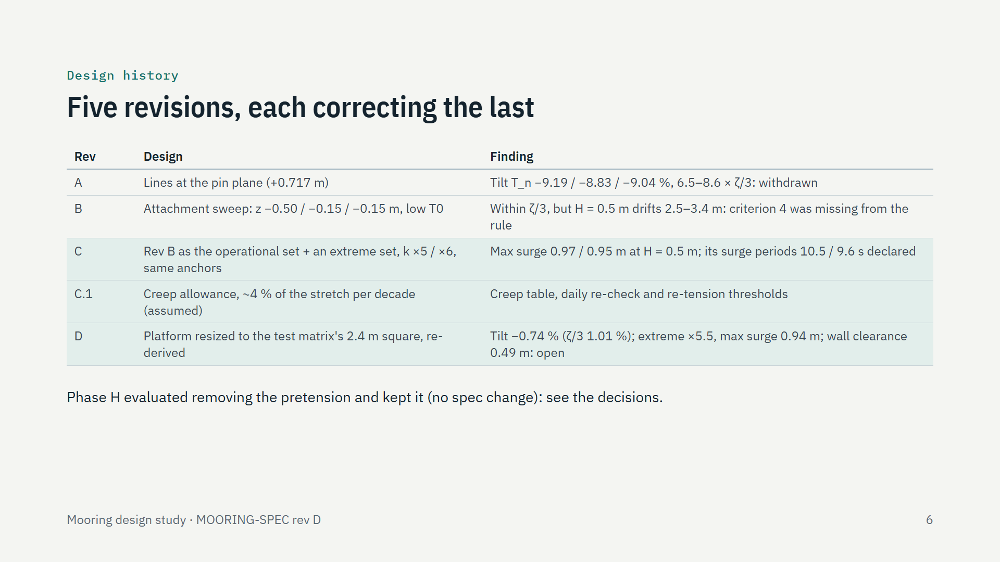 Design history
Five revisions, each correcting the last
Rev Design Finding
A Lines at the pin plane (+0.717 m) Tilt T_n −9.19 / −8.83 / −9.04 %, 6.5–8.6 × ζ/3: withdrawn
B Attachment sweep: z −0.50 / −0.15 / −0.15 m, low T0 Within ζ/3, but H = 0.5 m drifts 2.5–3.4 m: criterion 4 was missing from the
rule
C Rev B as the operational set + an extreme set, k ×5 / ×6, Max surge 0.97 / 0.95 m at H = 0.5 m; its surge periods 10.5 / 9.6 s declared
same anchors
C.1 Creep allowance, ~4 % of the stretch per decade Creep table, daily re-check and re-tension thresholds
(assumed)
D Platform resized to the test matrix's 2.4 m square, re- Tilt −0.74 % (ζ/3 1.01 %); extreme ×5.5, max surge 0.94 m; wall clearance
derived 0.49 m: open
Phase H evaluated removing the pretension and kept it (no spec change): see the decisions.
Mooring design study · MOORING-SPEC rev D 6